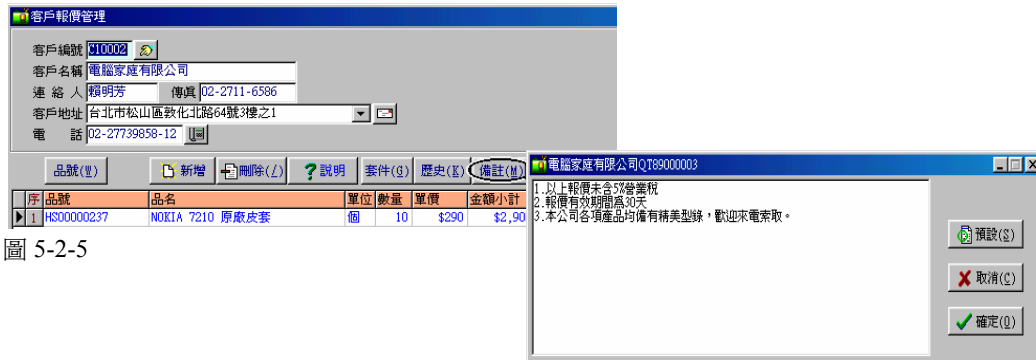 客戶報價管理
客戶編號 C10002
客戶名稱 電腦家庭有限公司
連絡人 賴明芳 傳真 02-2711-6586
客戶地址 台北市松山區敦化北路64號3樓之1
電話 02-27739858-12
品號(W) 新增 刪除(/) ?說明 套件(G) 歷史(K) 備註(M)
序 品號 品名 單位 數量 單價 金額小計
1 HS00000237 NOKIA 7210 原廠皮套 個 10 $290 $2,90
圖 5-2-5
電腦家庭有限公司QT89000003
1.以上報價未含5%營業稅
2.報價有效期間為30天
3.本公司各項產品均備有精美型錄，歡迎來電索取。
預設(S)
取消(C)
確定(O)